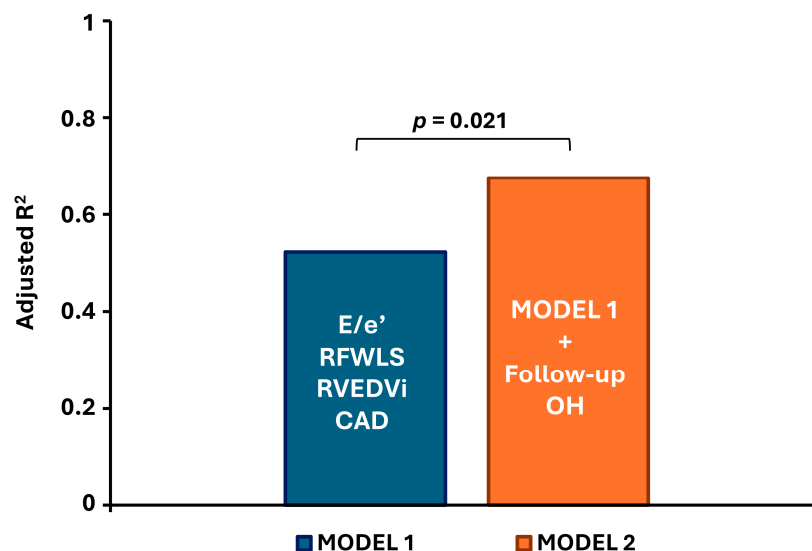 1
0.8
0.6
0.4
0.2
0
Adjusted R²
p = 0.021
E/e’
RFWLS
RVEDVi
CAD
MODEL 1
+
Follow-up
OH
MODEL 1
MODEL 2